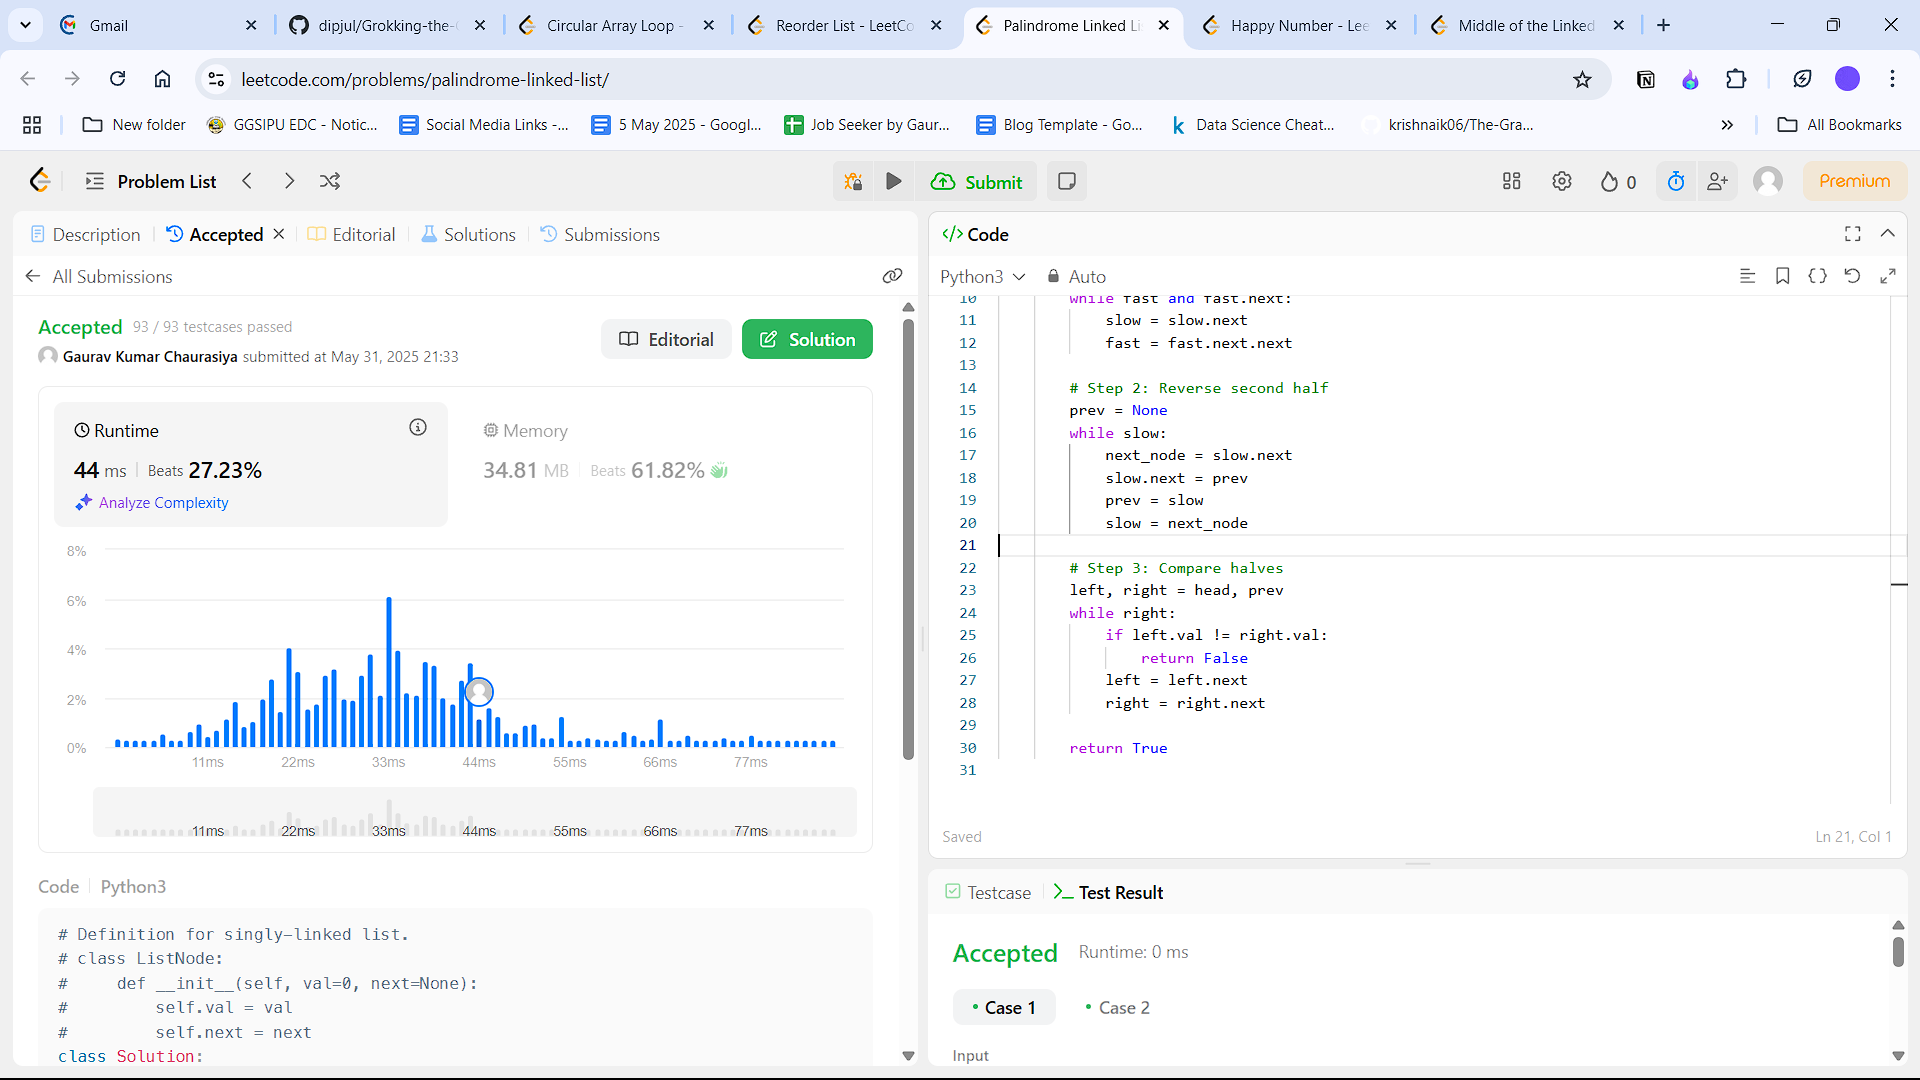 Gmail
dipjul/Grokking-the-
Circular Array Loop -
Reorder List - LeetCo
Palindrome Linked Li
Happy Number - Lee
Middle of the Linked
leetcode.com/problems/palindrome-linked-list/
New folder
GGSIPU EDC - Notic...
Social Media Links -...
5 May 2025 - Googl...
Job Seeker by Gaur...
Blog Template - Go...
Data Science Cheat...
krishnaik06/The-Gra...
All Bookmarks
Problem List
Submit
0
Premium
Description
Accepted
Editorial
Solutions
Submissions
All Submissions
Accepted 93 / 93 testcases passed
Gaurav Kumar Chaurasiya submitted at May 31, 2025 21:33
Editorial
Solution
Runtime
44 ms | Beats 27.23%
Analyze Complexity
Memory
34.81 MB | Beats 61.82%
8%
6%
4%
2%
0%
11ms 22ms 33ms 44ms 55ms 66ms 77ms
11ms 22ms 33ms 44ms 55ms 66ms 77ms
Code | Python3
# Definition for singly-linked list.
# class ListNode:
#     def __init__(self, val=0, next=None):
#         self.val = val
#         self.next = next
class Solution:
</> Code
Python3
Auto
10 while fast and fast.next:
11 slow = slow.next
12 fast = fast.next.next
13
14 # Step 2: Reverse second half
15 prev = None
16 while slow:
17 next_node = slow.next
18 slow.next = prev
19 prev = slow
20 slow = next_node
21
22 # Step 3: Compare halves
23 left, right = head, prev
24 while right:
25 if left.val != right.val:
26 return False
27 left = left.next
28 right = right.next
29
30 return True
31
Saved
Ln 21, Col 1
Testcase
Test Result
Accepted Runtime: 0 ms
• Case 1
• Case 2
Input